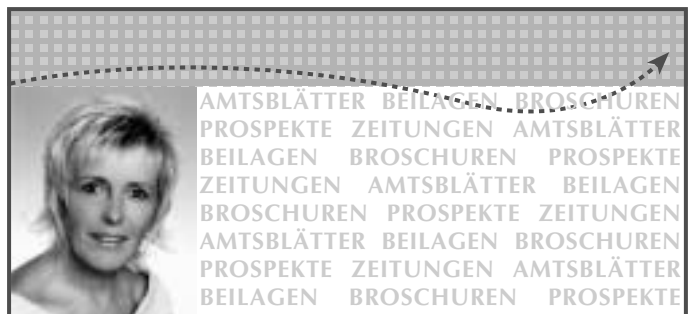 AMTSBLÄTTER BEILAGEN BROSCHUREN
PROSPEKTE ZEITUNGEN AMTSBLÄTTER
BEILAGEN BROSCHUREN PROSPEKTE
ZEITUNGEN AMTSBLÄTTER BEILAGEN
BROSCHUREN PROSPEKTE ZEITUNGEN
AMTSBLÄTTER BEILAGEN BROSCHUREN
PROSPEKTE ZEITUNGEN AMTSBLÄTTER
BEILAGEN BROSCHUREN PROSPEKTE